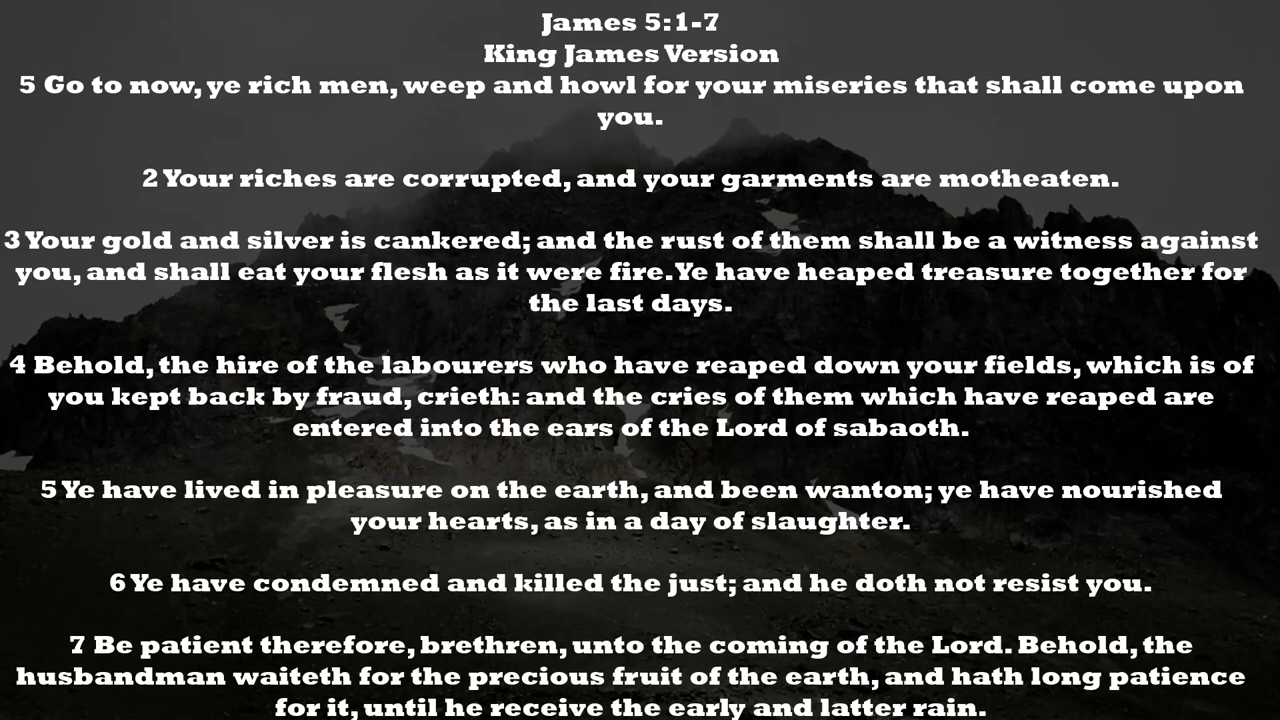 James 5:1-7
King James Version
5 Go to now, ye rich men, weep and howl for your miseries that shall come upon
you.
2 Your riches are corrupted, and your garments are motheaten.
3 Your gold and silver is cankered; and the rust of them shall be a witness against
you, and shall eat your flesh as it were fire. Ye have heaped treasure together for
the last days.
4 Behold, the hire of the labourers who have reaped down your fields, which is of
you kept back by fraud, crieth: and the cries of them which have reaped are
entered into the ears of the Lord of sabaoth.
5 Ye have lived in pleasure on the earth, and been wanton; ye have nourished
your hearts, as in a day of slaughter.
6 Ye have condemned and killed the just; and he doth not resist you.
7 Be patient therefore, brethren, unto the coming of the Lord. Behold, the
husbandman waiteth for the precious fruit of the earth, and hath long patience
for it, until he receive the early and latter rain.